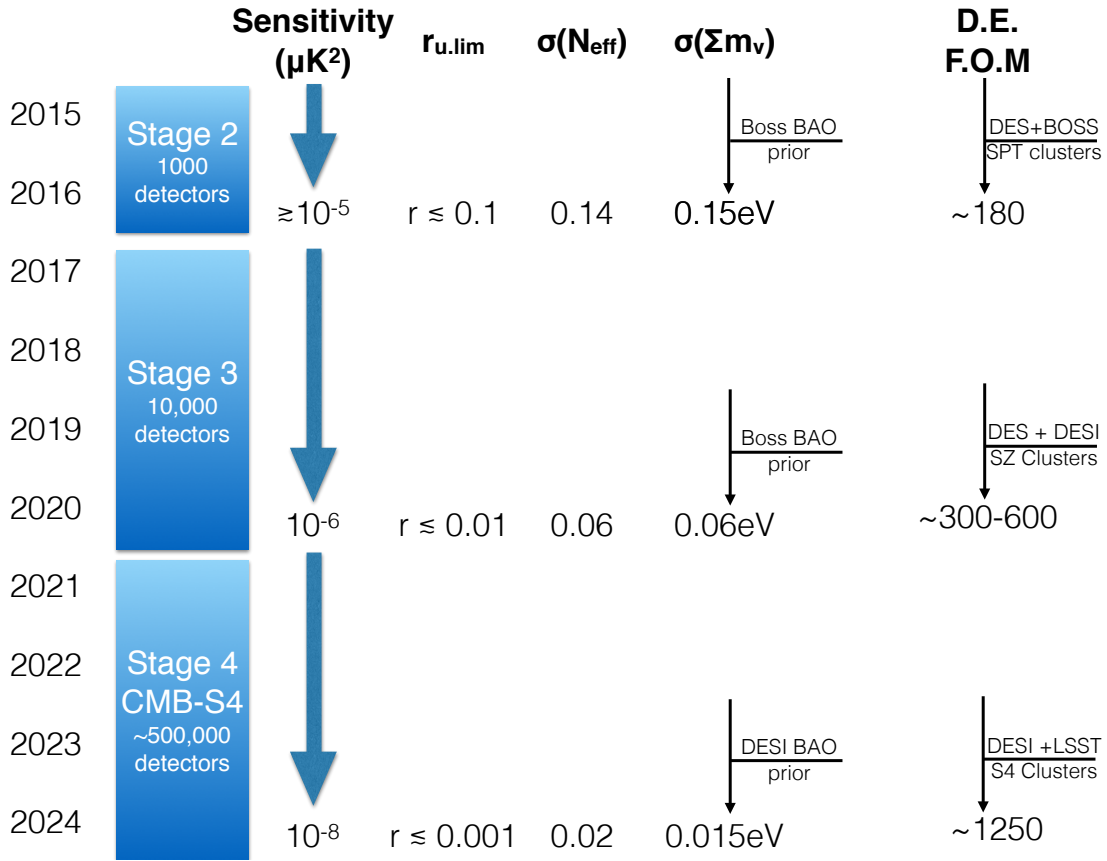 Sensitivity
(μK²)
r_u.lim
σ(N_eff)
σ(Σm_ν)
D.E.
F.O.M
2015
Stage 2
1000
detectors
Boss BAO
prior
DES+BOSS
SPT clusters
2016
≳10⁻⁵
r ≲ 0.1
0.14
0.15eV
~180
2017
2018
Stage 3
10,000
detectors
2019
Boss BAO
prior
DES + DESI
SZ Clusters
2020
10⁻⁶
r ≲ 0.01
0.06
0.06eV
~300-600
2021
2022
Stage 4
CMB-S4
~500,000
detectors
2023
DESI BAO
prior
DESI +LSST
S4 Clusters
2024
10⁻⁸
r ≲ 0.001
0.02
0.015eV
~1250